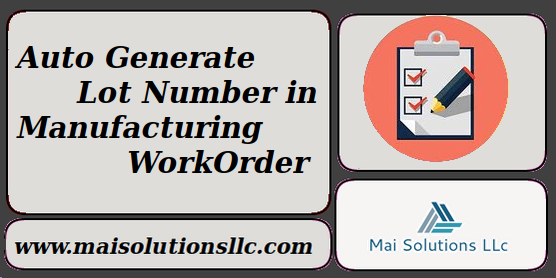 Auto Generate
Lot Number in
Manufacturing
WorkOrder
www.maisolutionsllc.com
Mai Solutions LLc